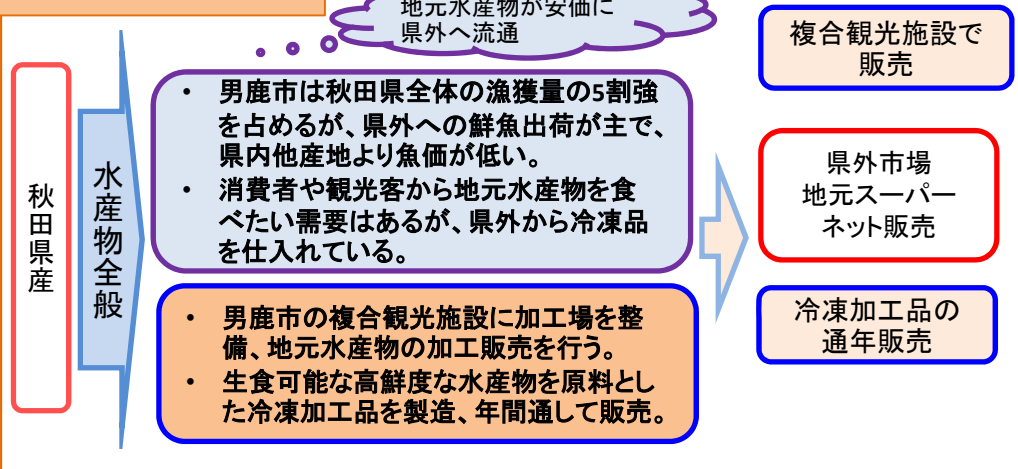 地元水産物が安価に
県外へ流通
秋田県産
水産物全般
・ 男鹿市は秋田県全体の漁獲量の5割強
を占めるが、県外への鮮魚出荷が主で、
県内他産地より魚価が低い。
・ 消費者や観光客から地元水産物を食
べたい需要はあるが、県外から冷凍品
を仕入れている。
・ 男鹿市の複合観光施設に加工場を整
備、地元水産物の加工販売を行う。
・ 生食可能な高鮮度な水産物を原料とし
た冷凍加工品を製造、年間通して販売。
複合観光施設で
販売
県外市場
地元スーパー
ネット販売
冷凍加工品の
通年販売